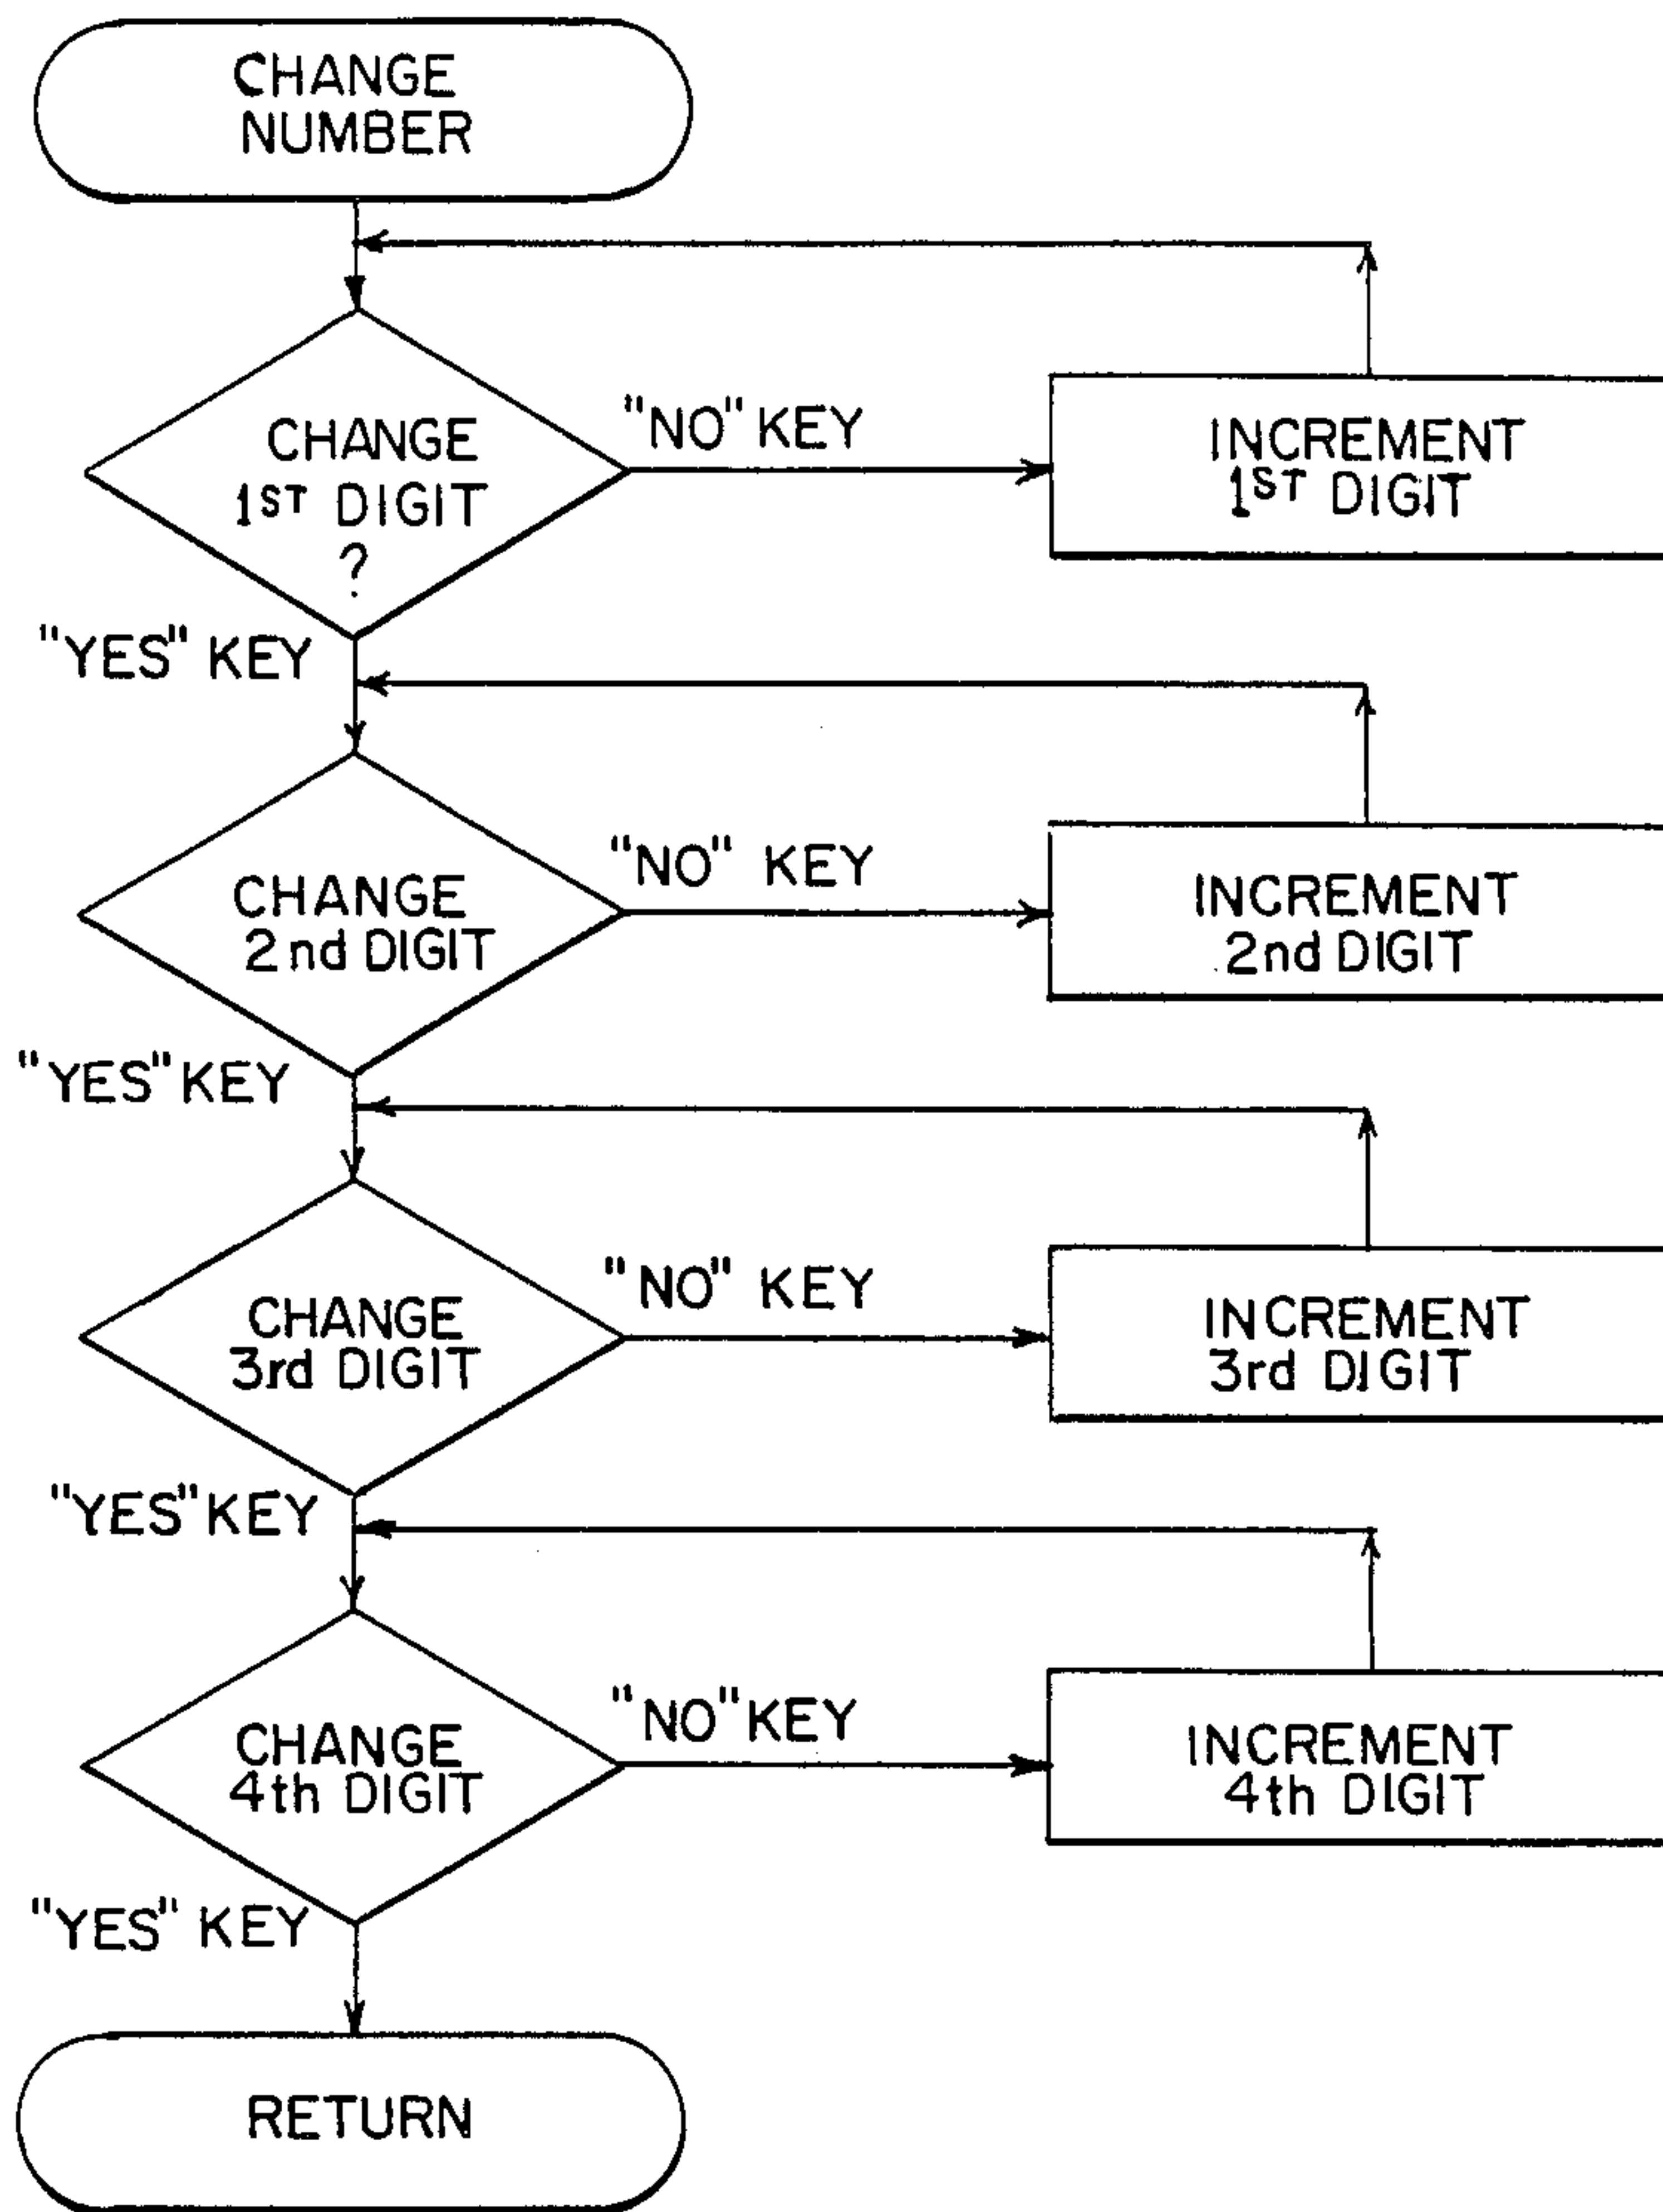 CHANGE
NUMBER
CHANGE
1ST DIGIT
?
"NO" KEY
INCREMENT
1ST DIGIT
"YES" KEY
CHANGE
2nd DIGIT
"NO" KEY
INCREMENT
2nd DIGIT
"YES" KEY
CHANGE
3rd DIGIT
"NO" KEY
INCREMENT
3rd DIGIT
"YES" KEY
CHANGE
4th DIGIT
"NO" KEY
INCREMENT
4th DIGIT
"YES" KEY
RETURN